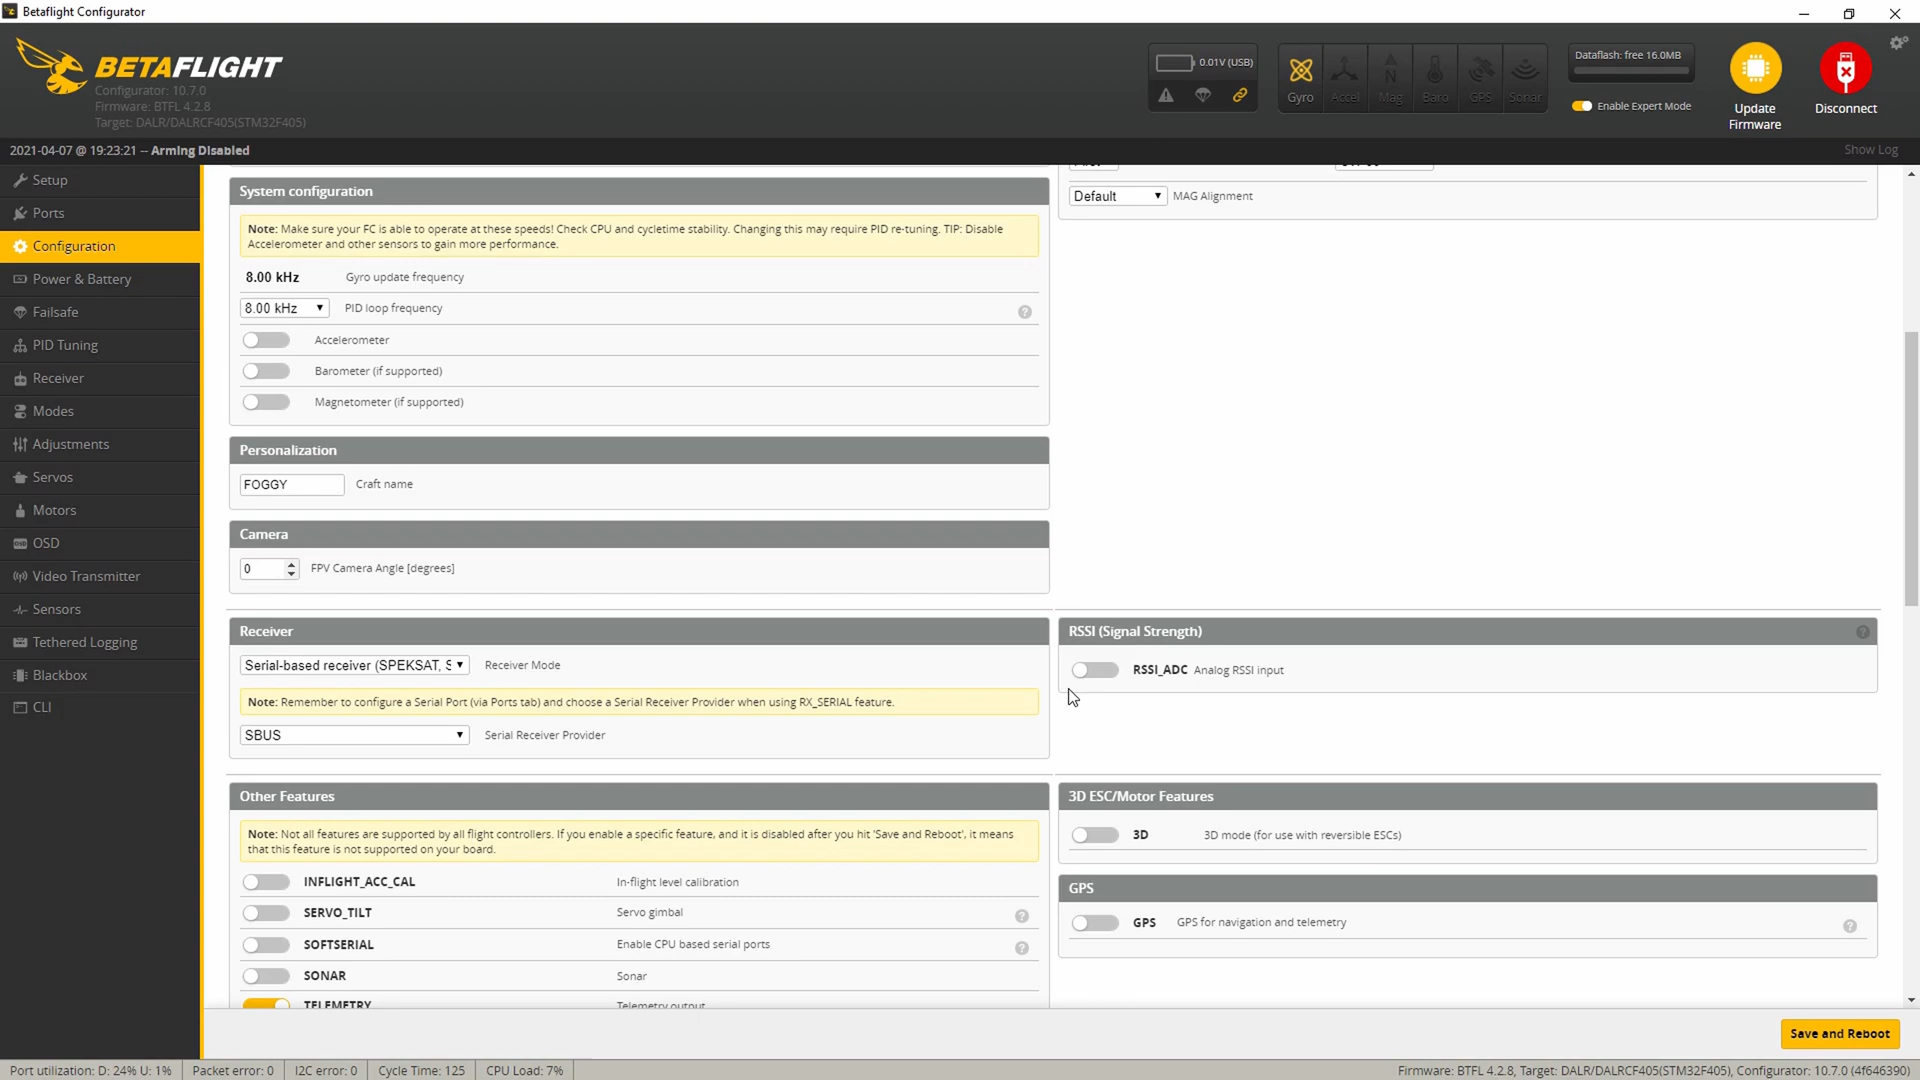 Betaflight Configurator
BETAFLIGHT
Configurator: 10.7.0
Firmware: BTFL 4.2.8
Target: DALR/DALRCF405(STM32F405)
0.01V (USB)
Gyro
Accel
Mag
Baro
GPS
Sonar
Dataflash: free 16.0MB
Enable Expert Mode
Update
Firmware
Disconnect
2021-04-07 @ 19:23:21 -- Arming Disabled
Show Log
Setup
Ports
Configuration
Power & Battery
Failsafe
PID Tuning
Receiver
Modes
Adjustments
Servos
Motors
OSD
Video Transmitter
Sensors
Tethered Logging
Blackbox
CLI
System configuration
Note: Make sure your FC is able to operate at these speeds! Check CPU and cycletime stability. Changing this may require PID re-tuning. TIP: Disable
Accelerometer and other sensors to gain more performance.
8.00 kHz Gyro update frequency
8.00 kHz PID loop frequency
Accelerometer
Barometer (if supported)
Magnetometer (if supported)
Default MAG Alignment
Personalization
FOGGY Craft name
Camera
0 FPV Camera Angle [degrees]
Receiver
Serial-based receiver (SPEKSAT, S Receiver Mode
Note: Remember to configure a Serial Port (via Ports tab) and choose a Serial Receiver Provider when using RX_SERIAL feature.
SBUS Serial Receiver Provider
RSSI (Signal Strength)
RSSI_ADC Analog RSSI input
Other Features
Note: Not all features are supported by all flight controllers. If you enable a specific feature, and it is disabled after you hit 'Save and Reboot', it means
that this feature is not supported on your board.
INFLIGHT_ACC_CAL In-flight level calibration
SERVO_TILT Servo gimbal
SOFTSERIAL Enable CPU based serial ports
SONAR Sonar
TELEMETRY Telemetry output
3D ESC/Motor Features
3D 3D mode (for use with reversible ESCs)
GPS
GPS GPS for navigation and telemetry
Save and Reboot
Port utilization: D: 24% U: 1%
Packet error: 0
I2C error: 0
Cycle Time: 125
CPU Load: 7%
Firmware: BTFL 4.2.8, Target: DALR/DALRCF405(STM32F405), Configurator: 10.7.0 (4f646390)